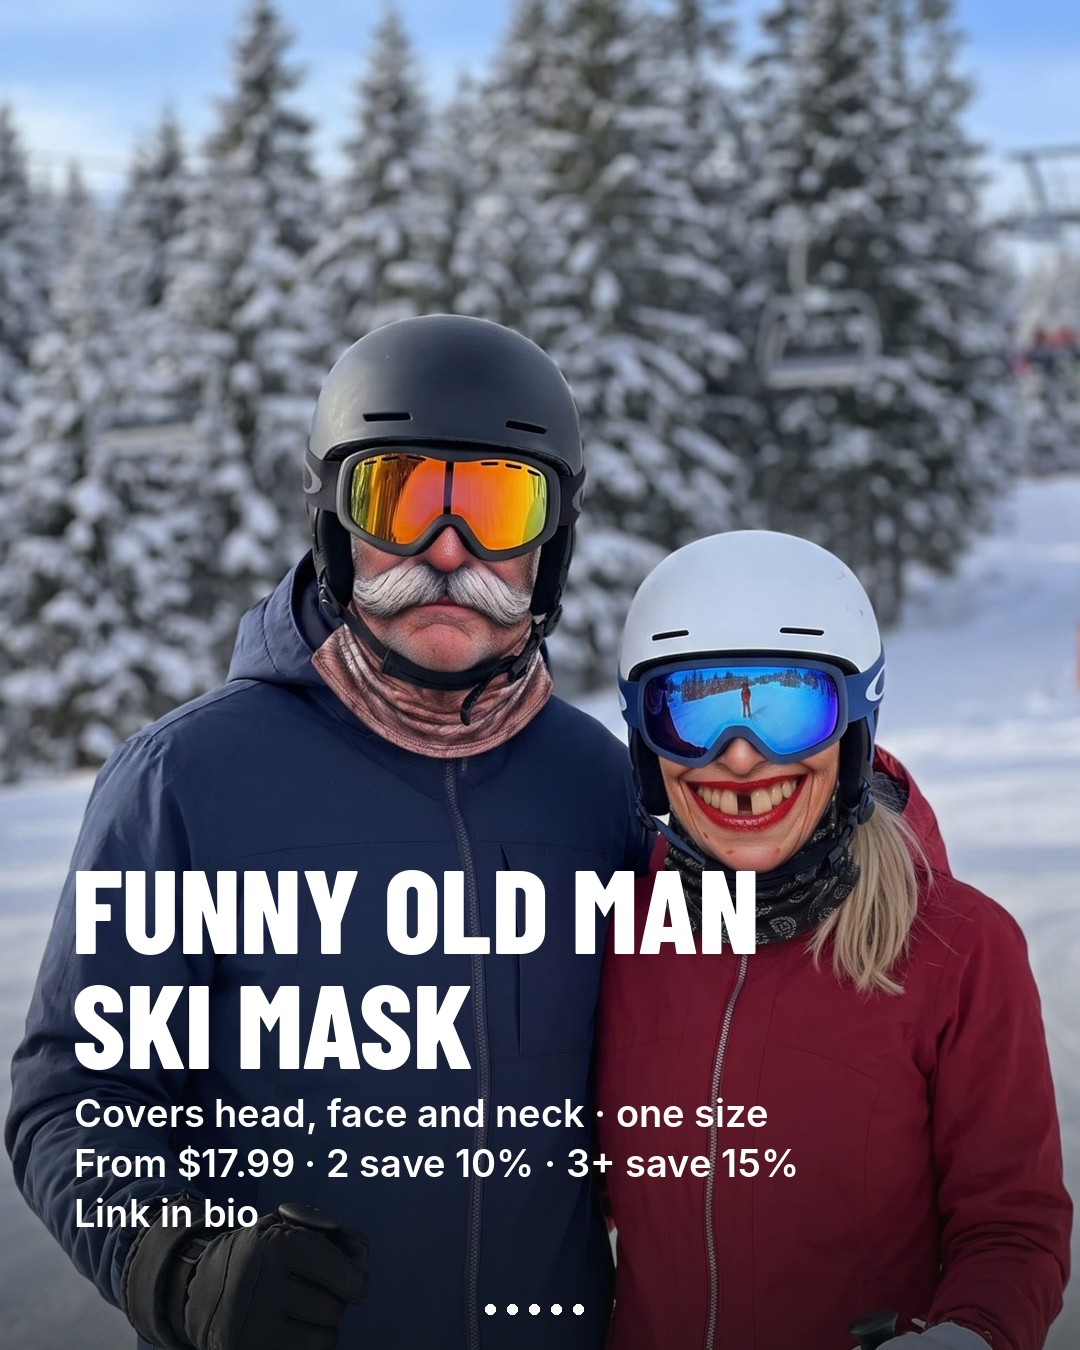 FUNNY OLD MAN
SKI MASK
Covers head, face and neck · one size
From $17.99 · 2 save 10% · 3+ save 15%
Link in bio